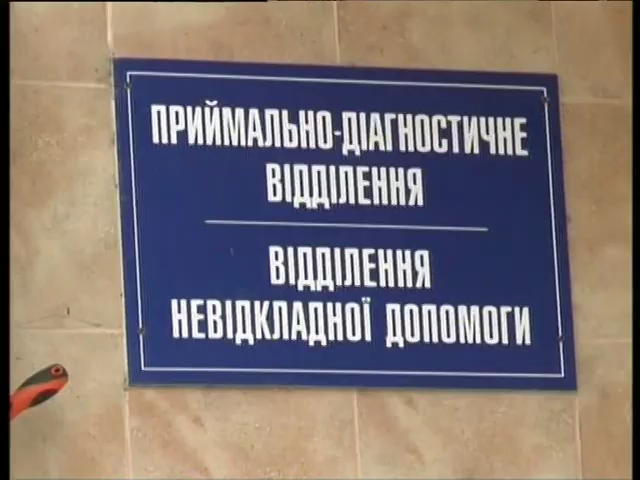 ПРИЙМАЛЬНО-ДІАГНОСТИЧНЕ
ВІДДІЛЕННЯ
ВІДДІЛЕННЯ
НЕВІДКЛАДНОЇ ДОПОМОГИ